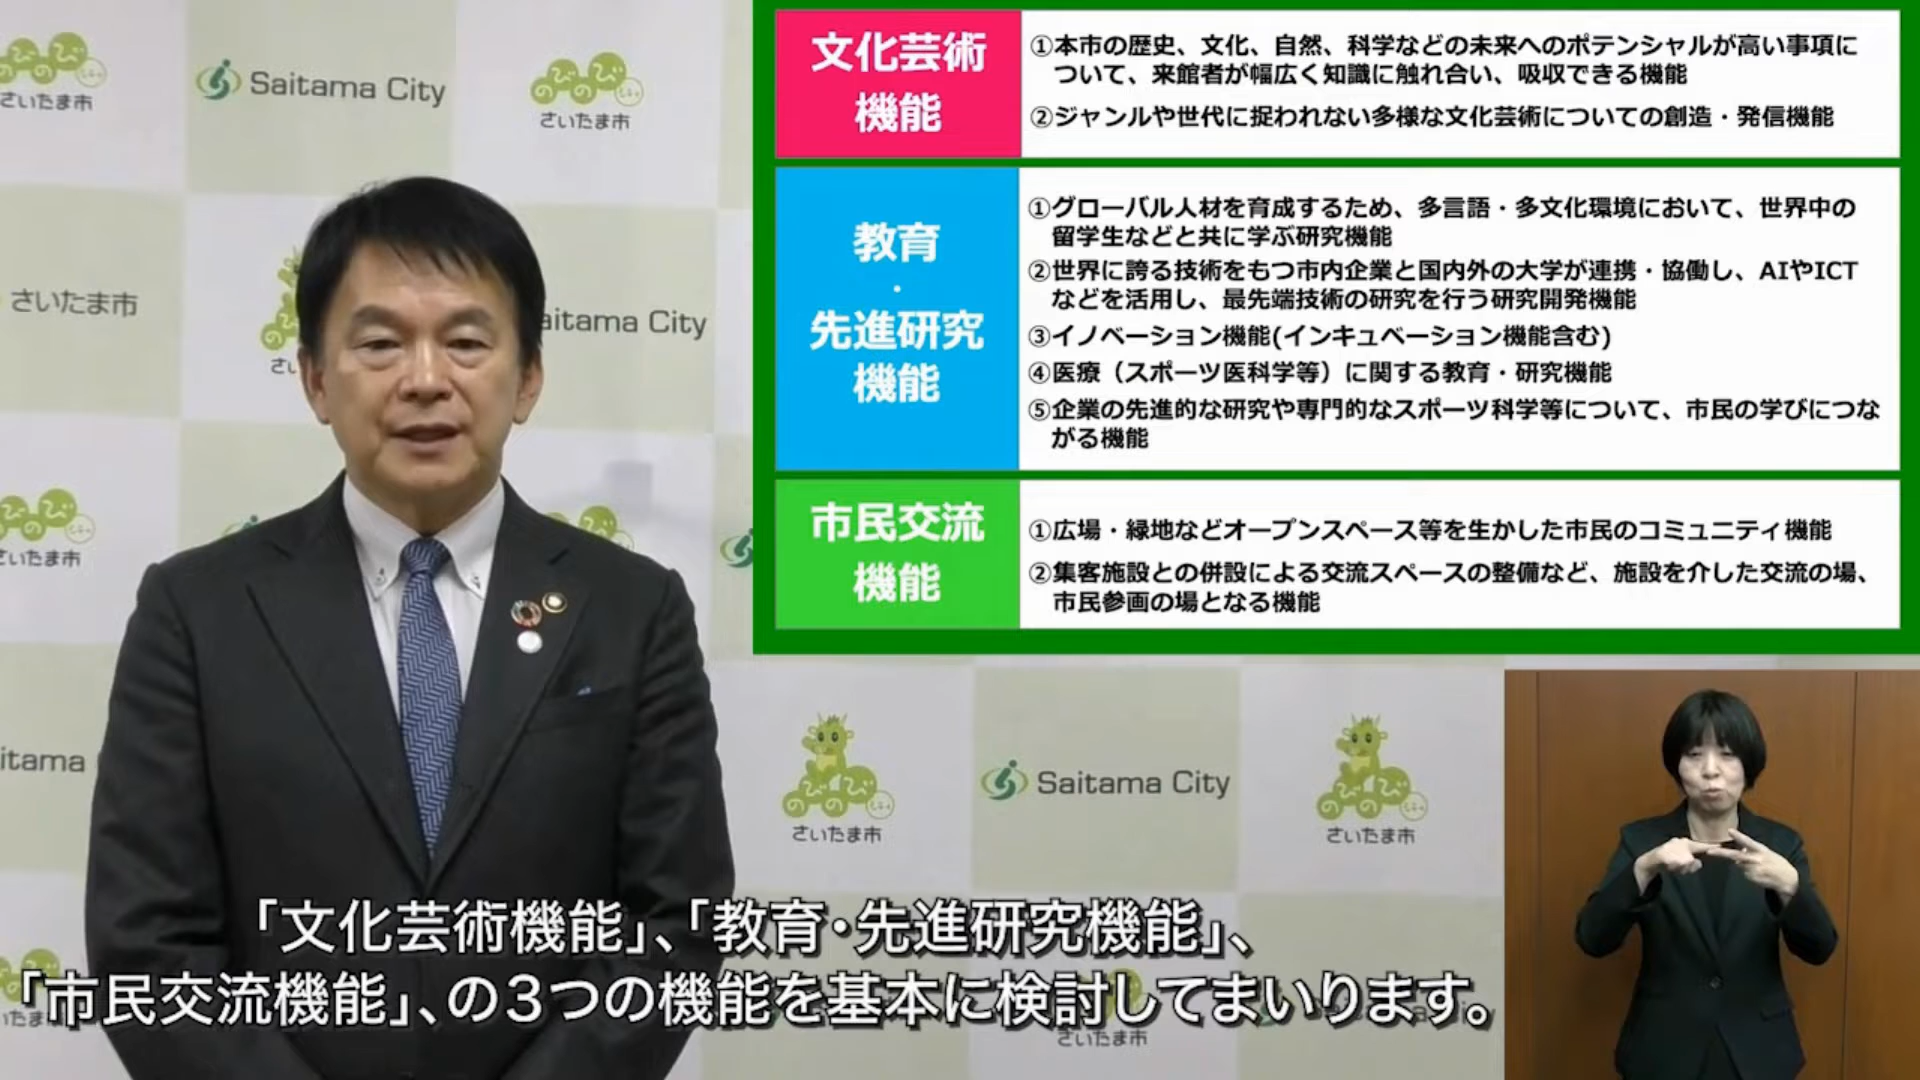 文化芸術
機能
①本市の歴史、文化、自然、科学などの未来へのポテンシャルが高い事項に
ついて、来館者が幅広く知識に触れ合い、吸収できる機能
②ジャンルや世代に捉われない多様な文化芸術についての創造・発信機能
教育
・
先進研究
機能
①グローバル人材を育成するため、多言語・多文化環境において、世界中の
留学生などと共に学ぶ研究機能
②世界に誇る技術をもつ市内企業と国内外の大学が連携・協働し、AIやICT
などを活用し、最先端技術の研究を行う研究開発機能
③イノベーション機能(インキュベーション機能含む)
④医療（スポーツ医科学等）に関する教育・研究機能
⑤企業の先進的な研究や専門的なスポーツ科学等について、市民の学びにつな
がる機能
市民交流
機能
①広場・緑地などオープンスペース等を生かした市民のコミュニティ機能
②集客施設との併設による交流スペースの整備など、施設を介した交流の場、
市民参画の場となる機能
のびのび
さいたま市
Saitama City
のびのび
さいたま市
さいたま市
aitama City
びのび
いたま市
itama
のびのび
さいたま市
Saitama City
のびのび
さいたま市
さいたま市
「文化芸術機能」、「教育・先進研究機能」、
「市民交流機能」、の３つの機能を基本に検討してまいります。